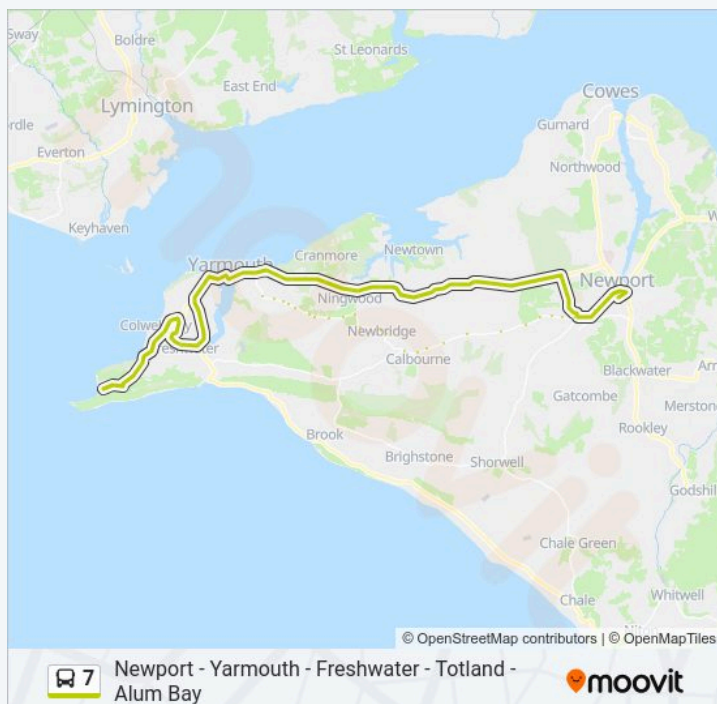 Sway
Boldre
St Leonards
East End
Cowes
Lymington
Gurnard
rdle
Everton
Northwood
Keyhaven
Newtown
Cranmore
Yarmouth
Newport
Ningwood
Colwell Bay
Newbridge
Freshwater
Calbourne
Blackwater
Arr
Gatcombe
Merstone
Rookley
Brook
Brighstone
Shorwell
Godshill
Chale Green
Whitwell
Chale
© OpenStreetMap contributors | © OpenMapTiles
7
Newport - Yarmouth - Freshwater - Totland -
Alum Bay
moovit